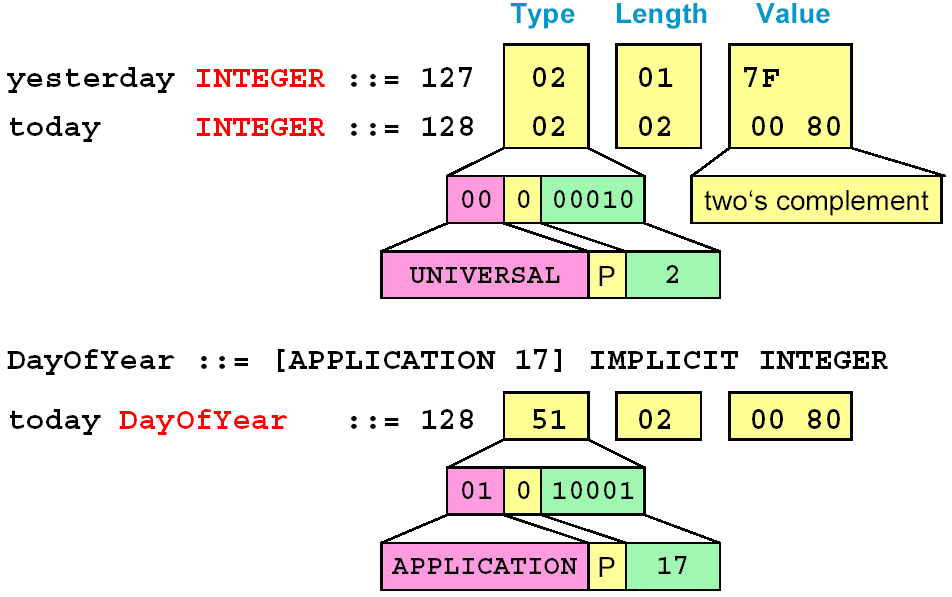 Type Length Value
yesterday INTEGER ::= 127 02 01 7F
today INTEGER ::= 128 02 02 00 80
00 0 00010
two‘s complement
UNIVERSAL P 2
DayOfYear ::= [APPLICATION 17] IMPLICIT INTEGER
today DayOfYear ::= 128 51 02 00 80
01 0 10001
APPLICATION P 17